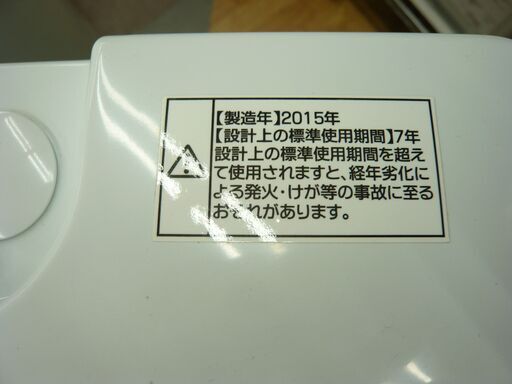 【製造年】2015年
【設計上の標準使用期間】7年
設計上の標準使用期間を超え
て使用されますと、経年劣化に
よる発火・けが等の事故に至る
おそれがあります。